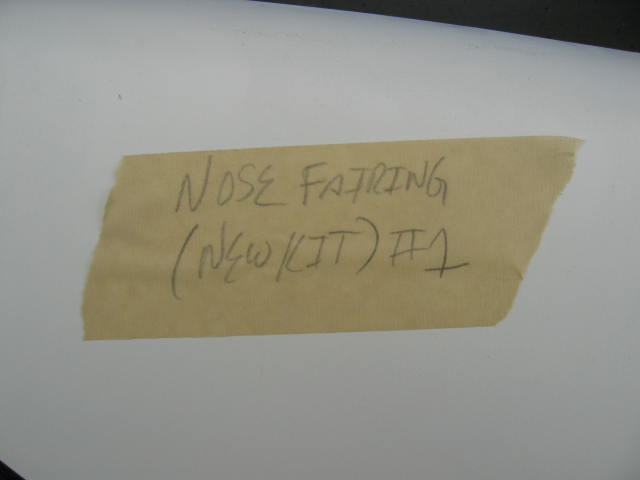 NOSE FAIRING
(NEW KIT) #1